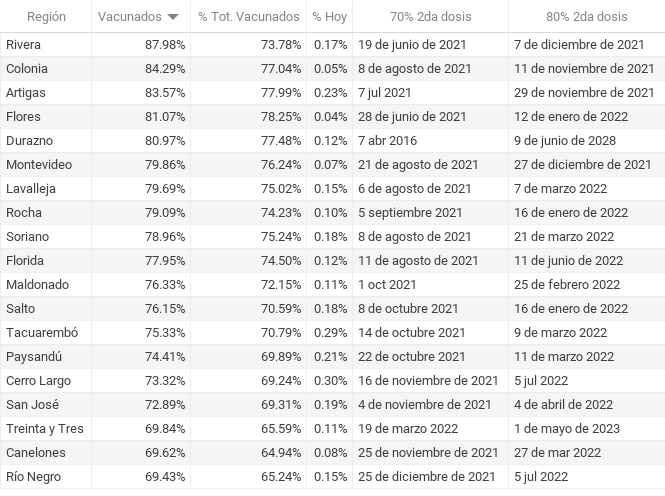 Región Vacunados % Tot. Vacunados % Hoy 70% 2da dosis 80% 2da dosis
Rivera 87.98% 73.78% 0.17% 19 de junio de 2021 7 de diciembre de 2021
Colonia 84.29% 77.04% 0.05% 8 de agosto de 2021 11 de noviembre de 2021
Artigas 83.57% 77.99% 0.23% 7 jul 2021 29 de noviembre de 2021
Flores 81.07% 78.25% 0.04% 28 de junio de 2021 12 de enero de 2022
Durazno 80.97% 77.48% 0.12% 7 abr 2016 9 de junio de 2028
Montevideo 79.86% 76.24% 0.07% 21 de agosto de 2021 27 de diciembre de 2021
Lavalleja 79.69% 75.02% 0.15% 6 de agosto de 2021 7 de marzo 2022
Rocha 79.09% 74.23% 0.10% 5 septiembre 2021 16 de enero de 2022
Soriano 78.96% 75.24% 0.18% 8 de agosto de 2021 21 de marzo 2022
Florida 77.95% 74.50% 0.12% 11 de agosto de 2021 11 de junio de 2022
Maldonado 76.33% 72.15% 0.11% 1 oct 2021 25 de febrero de 2022
Salto 76.15% 70.59% 0.18% 8 de octubre de 2021 16 de enero de 2022
Tacuarembó 75.33% 70.79% 0.29% 14 de octubre de 2021 9 de marzo 2022
Paysandú 74.41% 69.89% 0.21% 22 de octubre de 2021 11 de marzo 2022
Cerro Largo 73.32% 69.24% 0.30% 16 de noviembre de 2021 5 jul 2022
San José 72.89% 69.31% 0.19% 4 de noviembre de 2021 4 de abril de 2022
Treinta y Tres 69.84% 65.59% 0.11% 19 de marzo 2022 1 de mayo de 2023
Canelones 69.62% 64.94% 0.08% 25 de noviembre de 2021 27 de mar 2022
Río Negro 69.43% 65.24% 0.15% 25 de diciembre de 2021 5 jul 2022